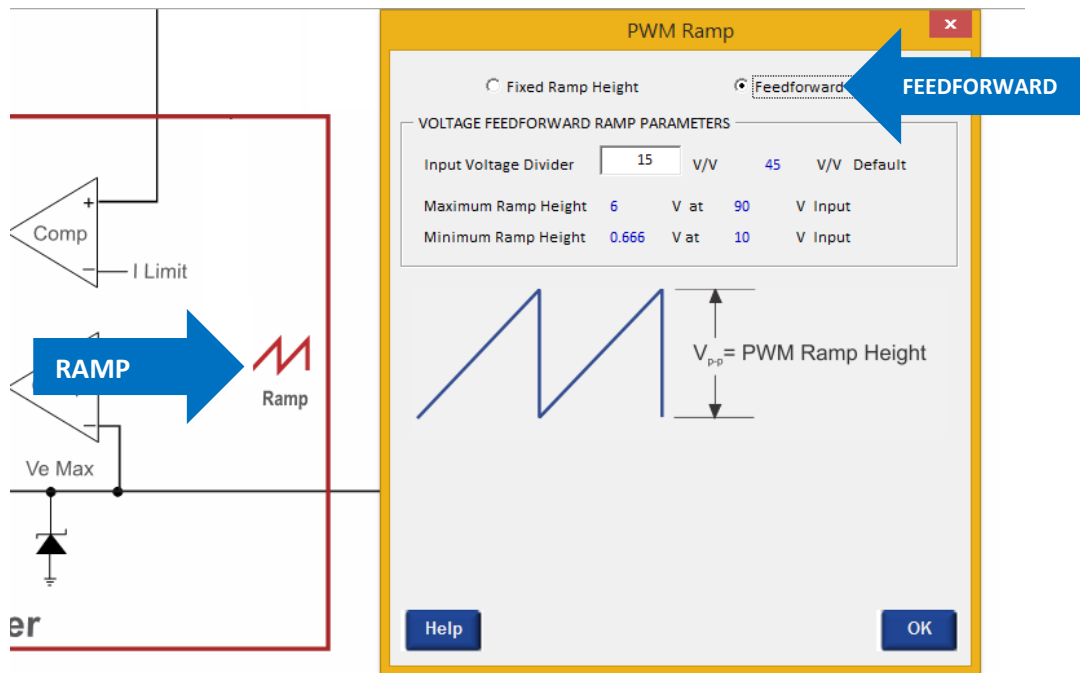 PWM Ramp
x
Fixed Ramp Height
Feedforward
FEEDFORWARD
VOLTAGE FEEDFORWARD RAMP PARAMETERS
Input Voltage Divider 15 V/V 45 V/V Default
Maximum Ramp Height 6 V at 90 V Input
Minimum Ramp Height 0.666 V at 10 V Input
+
Comp
− I Limit
RAMP
Ramp
−
Ve Max
Vp-p= PWM Ramp Height
er
Help
OK